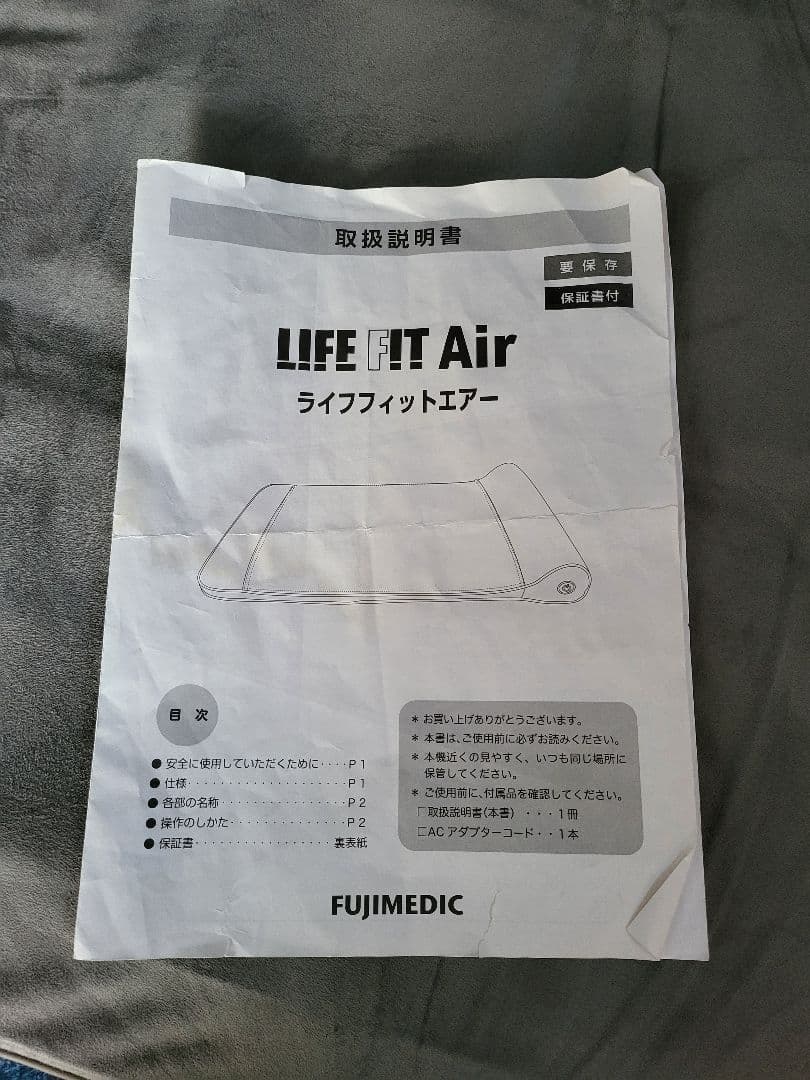 取扱説明書
要保存
保証書付
LIFE FIT Air
ライフフィットエアー
目次
● 安全に使用していただくために････P1
● 仕様････････････････････P1
● 各部の名称････････････････P2
● 操作のしかた･･････････････P2
● 保証書･････････････････裏表紙
＊ お買い上げありがとうございます。
＊ 本書は、ご使用前に必ずお読みください。
＊ 本機近くの見やすく、いつも同じ場所に
保管してください。
＊ ご使用前に、付属品を確認してください。
□取扱説明書(本書) ・・・1冊
□ACアダプターコード・・1本
FUJIMEDIC